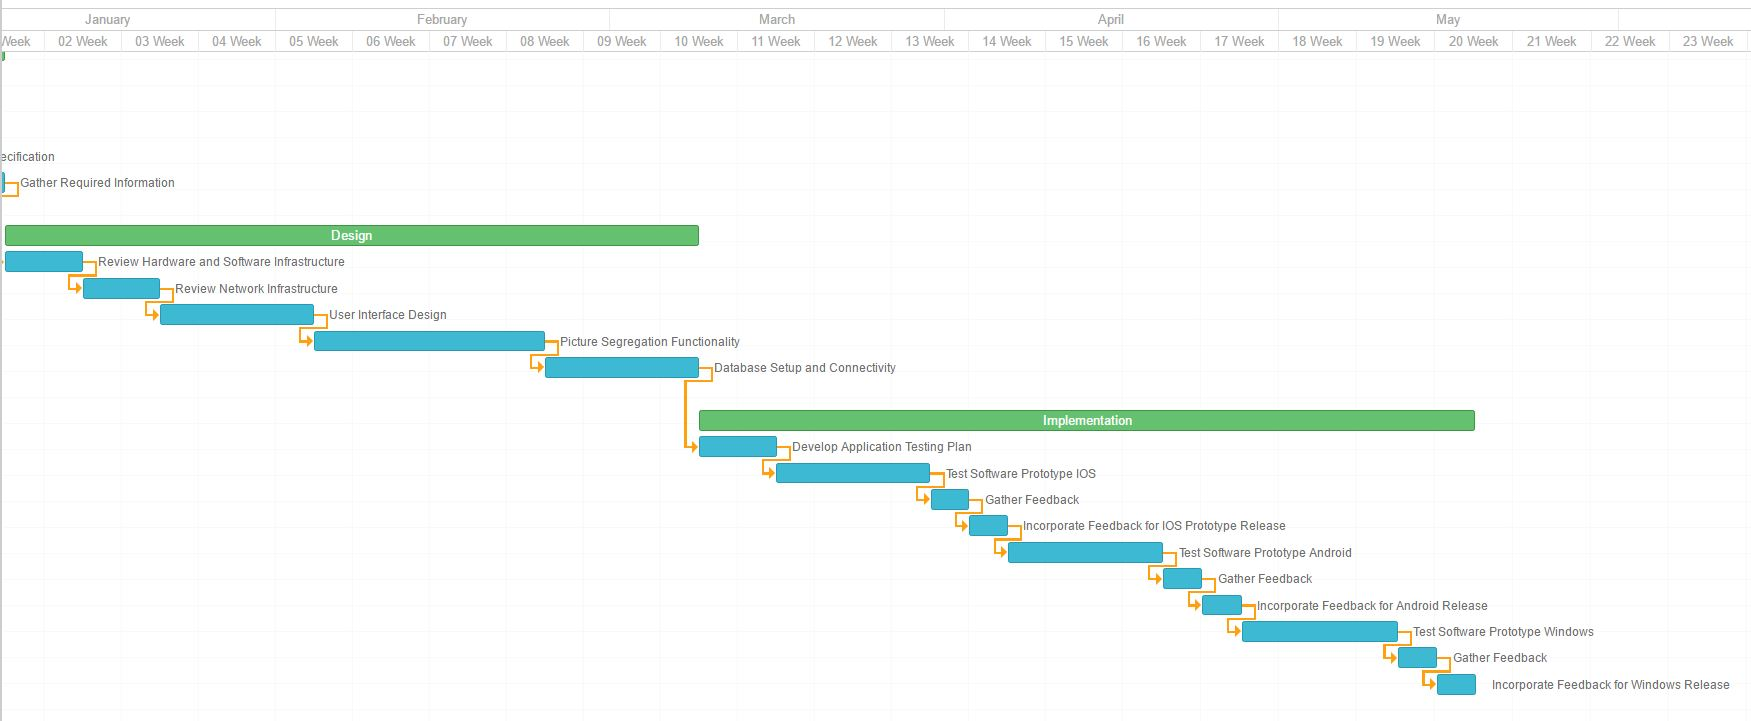 January February March April May
Week 02 Week 03 Week 04 Week 05 Week 06 Week 07 Week 08 Week 09 Week 10 Week 11 Week 12 Week 13 Week 14 Week 15 Week 16 Week 17 Week 18 Week 19 Week 20 Week 21 Week 22 Week 23 Week
ecification
Gather Required Information
Design
Review Hardware and Software Infrastructure
Review Network Infrastructure
User Interface Design
Picture Segregation Functionality
Database Setup and Connectivity
Implementation
Develop Application Testing Plan
Test Software Prototype IOS
Gather Feedback
Incorporate Feedback for IOS Prototype Release
Test Software Prototype Android
Gather Feedback
Incorporate Feedback for Android Release
Test Software Prototype Windows
Gather Feedback
Incorporate Feedback for Windows Release